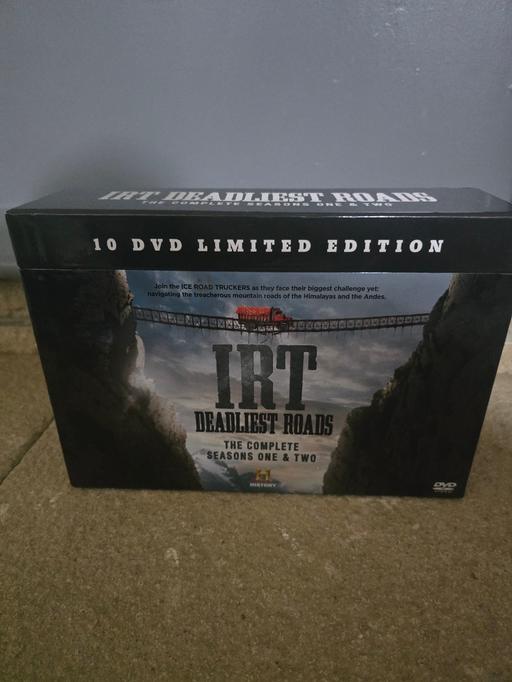 IRT DEADLIEST ROADS
THE COMPLETE SEASONS ONE & TWO
10 DVD LIMITED EDITION
Join the ICE ROAD TRUCKERS as they face their biggest challenge yet:
navigating the treacherous mountain roads of the Himalayas and the Andes.
IRT
DEADLIEST ROADS
THE COMPLETE
SEASONS ONE & TWO
H
HISTORY
DVD